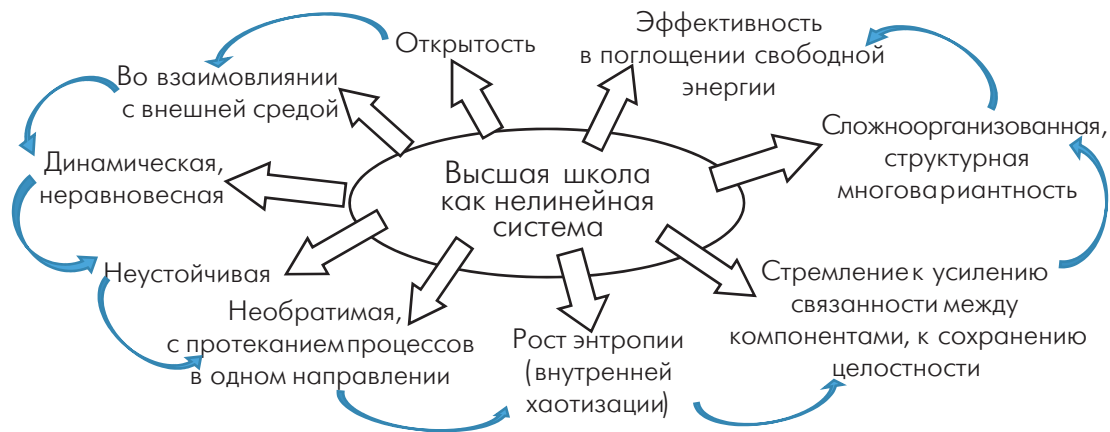 Эффективность
в поглощении свободной
энергии
Открытость
Во взаимовлиянии
с внешней средой
Динамическая,
неравновесная
Неустойчивая
Необратимая,
с протеканием процессов
в одном направлении
Рост энтропии
(внутренней
хаотизации)
Стремление к усилению
связанности между
компонентами, к сохранению
целостности
Сложноорганизованная,
структурная
многовариантность
Высшая школа
как нелинейная
система